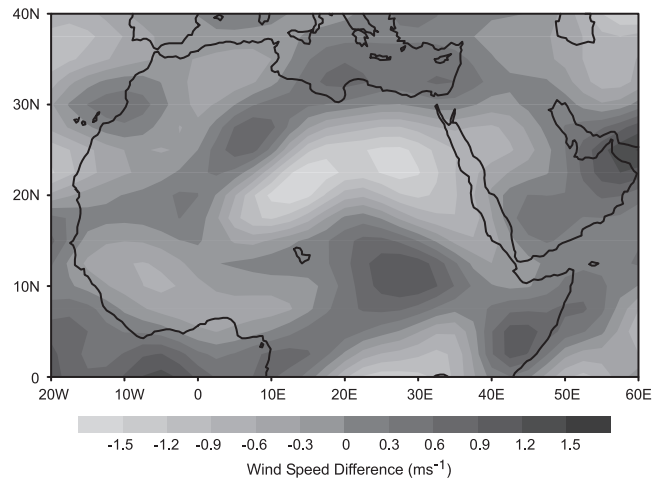 40N
30N
20N
10N
0
20W 10W 0 10E 20E 30E 40E 50E 60E
-1.5 -1.2 -0.9 -0.6 -0.3 0 0.3 0.6 0.9 1.2 1.5
Wind Speed Difference (ms⁻¹)